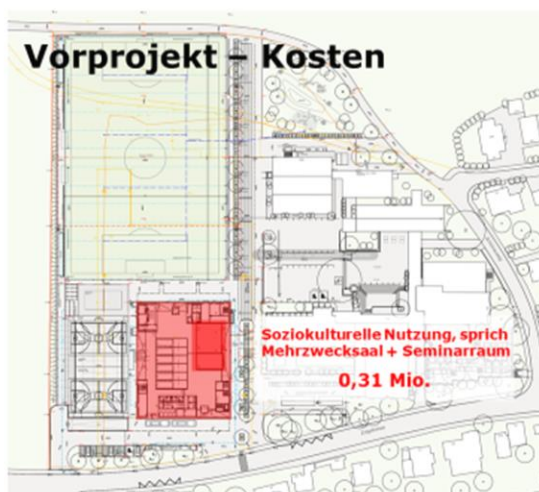 Vorprojekt – Kosten
Soziokulturelle Nutzung, sprich
Mehrzwecksaal + Seminarraum
0,31 Mio.